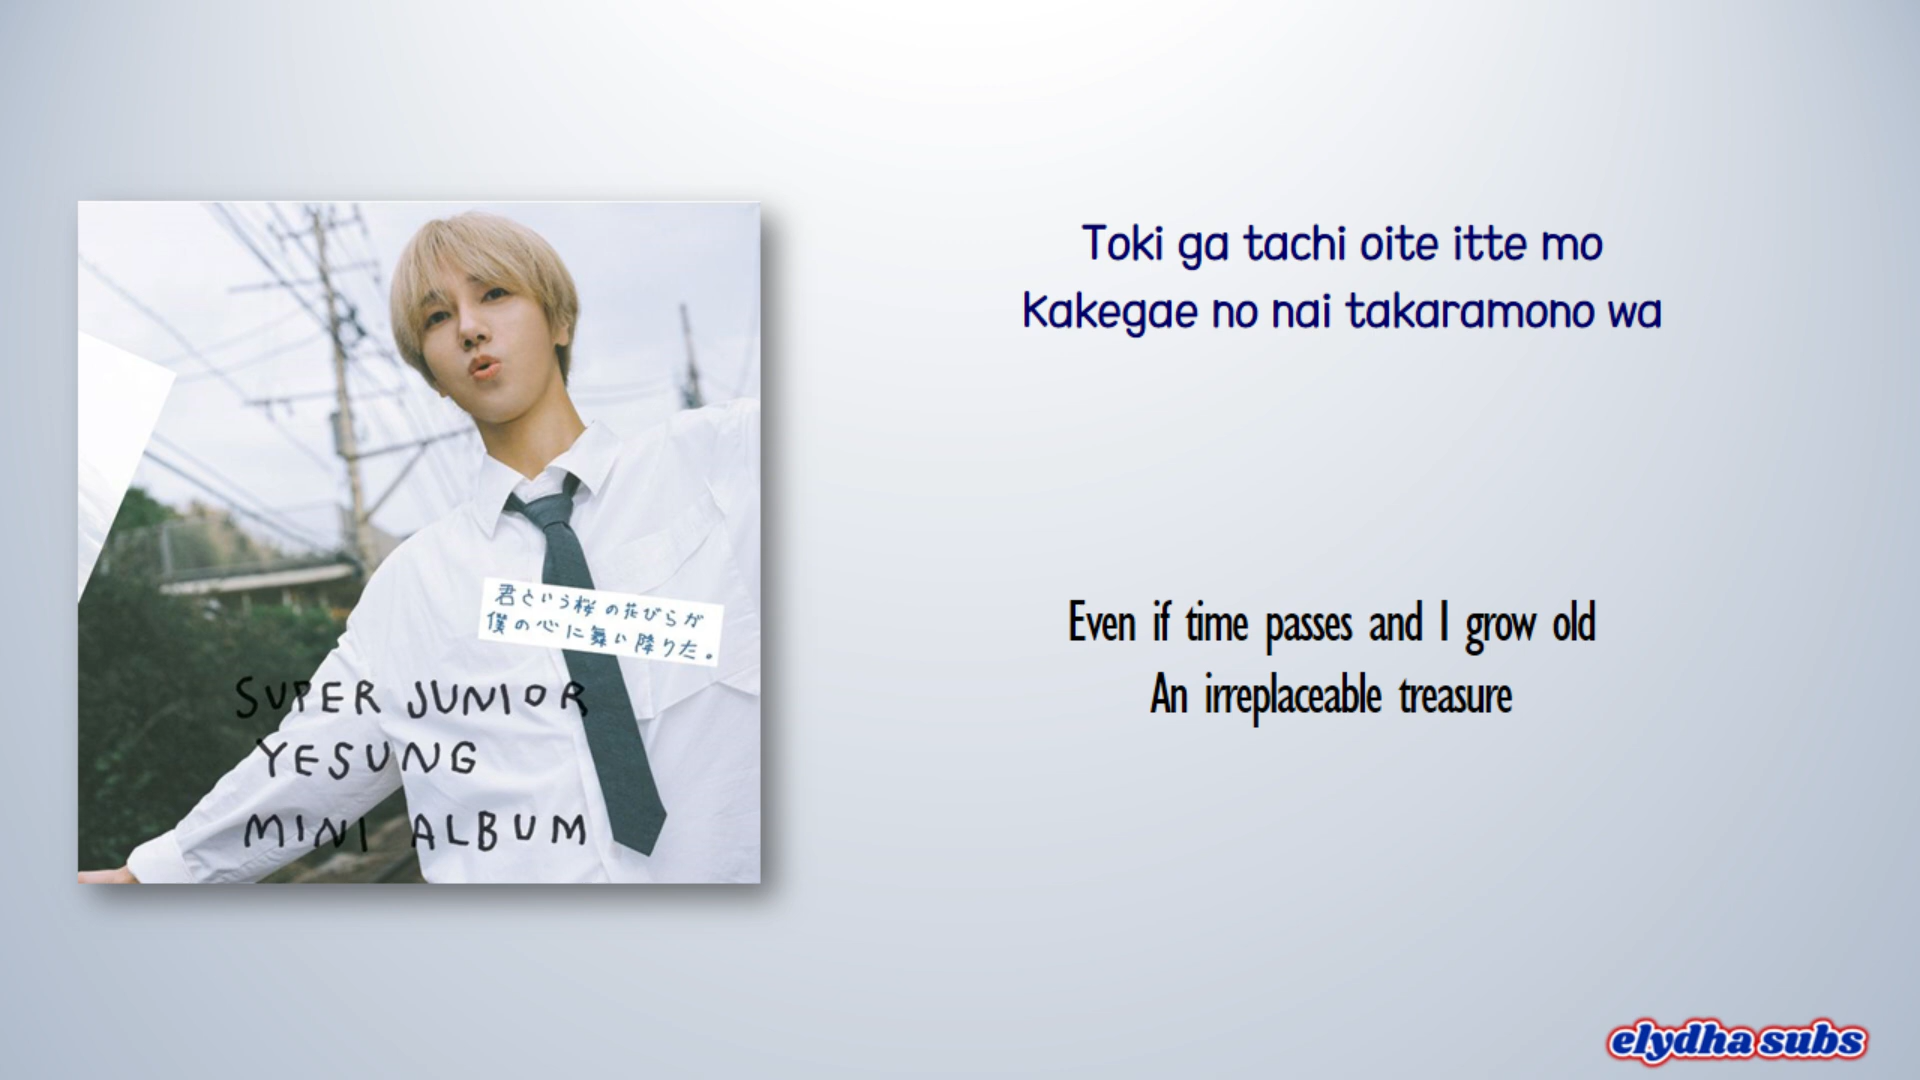 君という桜の花びらが
僕の心に舞い降りた。
SUPER JUNIOR
YESUNG
MINI ALBUM
Toki ga tachi oite itte mo
Kakegae no nai takaramono wa
Even if time passes and I grow old
An irreplaceable treasure
elydha subs